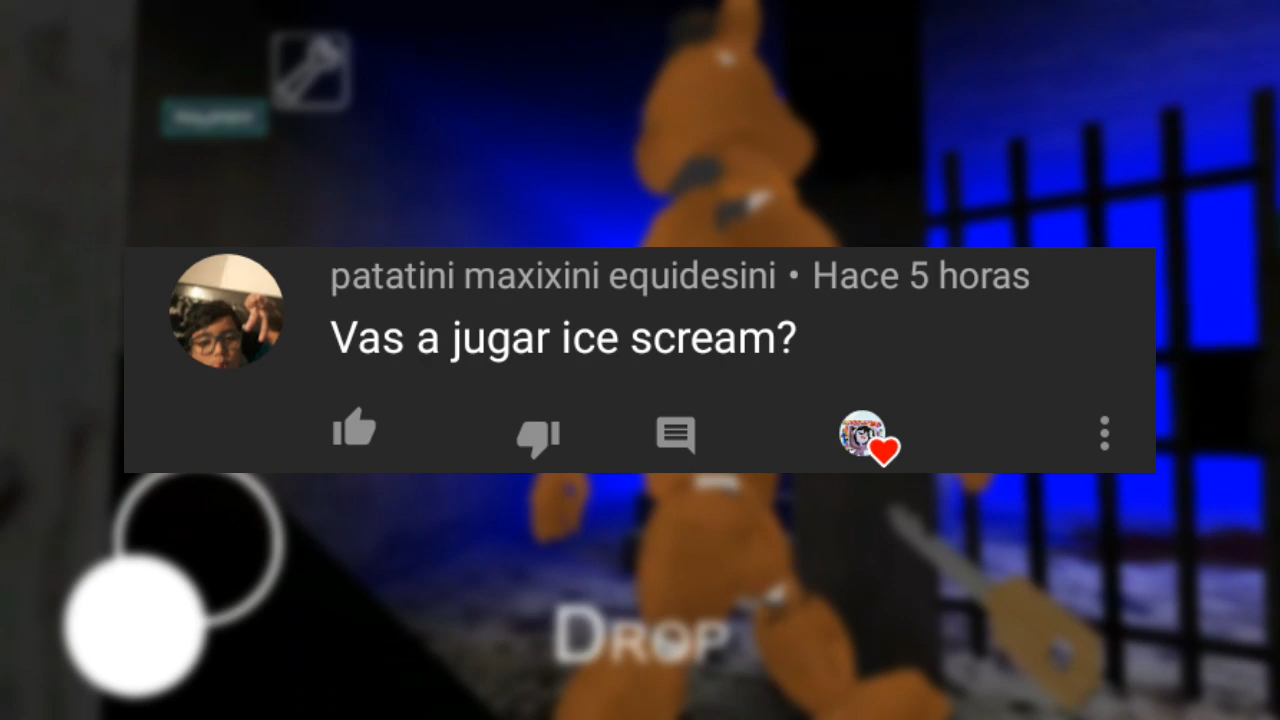 patatini maxixini equidesini • Hace 5 horas
Vas a jugar ice scream?
DROP